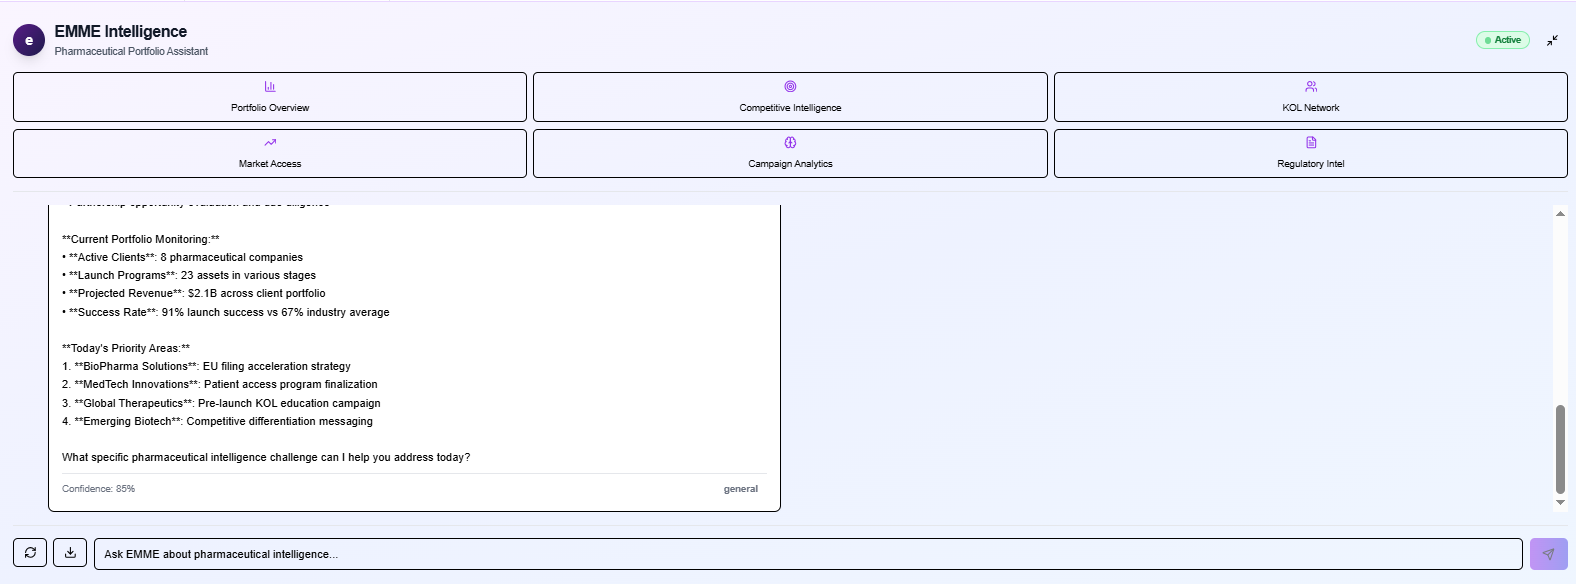 e
EMME Intelligence
Pharmaceutical Portfolio Assistant
Active
Portfolio Overview
Competitive Intelligence
KOL Network
Market Access
Campaign Analytics
Regulatory Intel
**Current Portfolio Monitoring:**
• **Active Clients**: 8 pharmaceutical companies
• **Launch Programs**: 23 assets in various stages
• **Projected Revenue**: $2.1B across client portfolio
• **Success Rate**: 91% launch success vs 67% industry average
**Today's Priority Areas:**
1. **BioPharma Solutions**: EU filing acceleration strategy
2. **MedTech Innovations**: Patient access program finalization
3. **Global Therapeutics**: Pre-launch KOL education campaign
4. **Emerging Biotech**: Competitive differentiation messaging
What specific pharmaceutical intelligence challenge can I help you address today?
Confidence: 85%
general
Ask EMME about pharmaceutical intelligence...